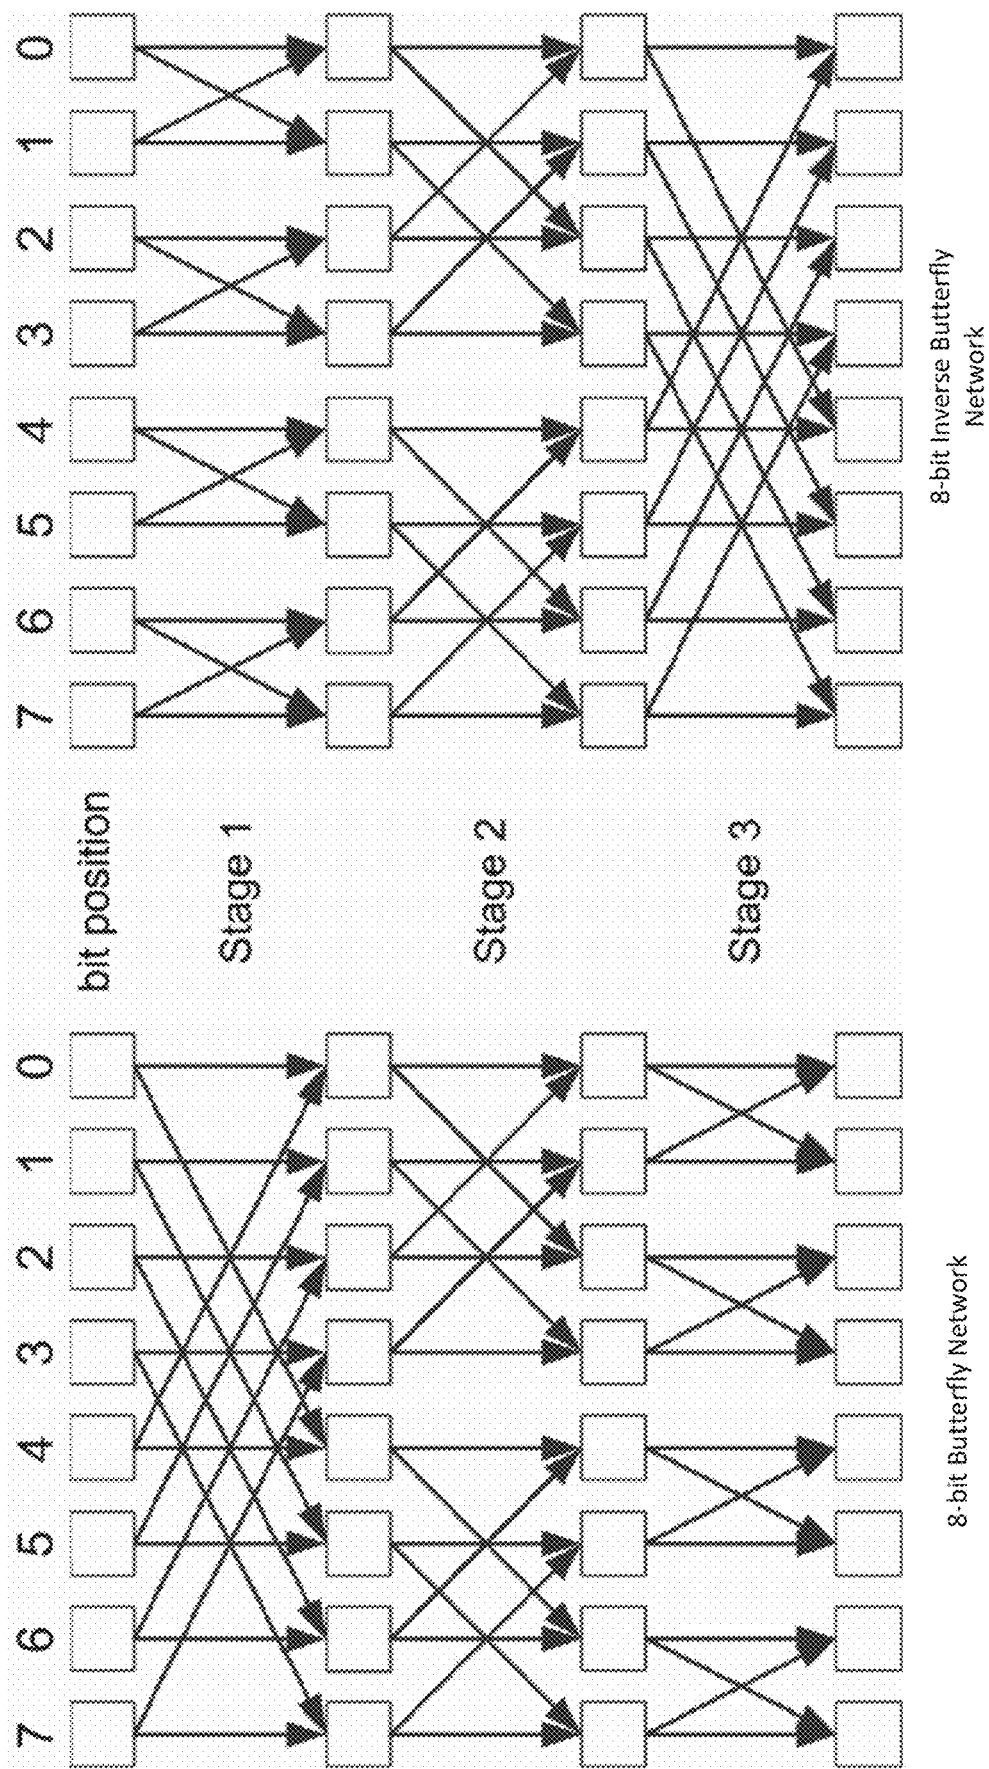 7 6 5 4 3 2 1 0
7 6 5 4 3 2 1 0
bit position
Stage 1
Stage 2
Stage 3
8-bit Butterfly Network
8-bit Inverse Butterfly
Network